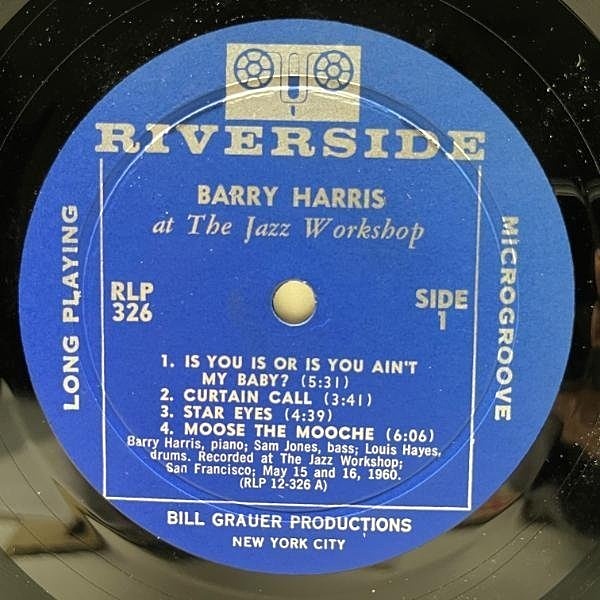 RIVERSIDE
BARRY HARRIS
at The Jazz Workshop
LONG PLAYING
MICROGROOVE
RLP
326
SIDE
1
1. IS YOU IS OR IS YOU AIN'T
MY BABY? (5:31)
2. CURTAIN CALL (3:41)
3. STAR EYES (4:39)
4. MOOSE THE MOOCHE (6:06)
Barry Harris, piano; Sam Jones, bass; Louis Hayes,
drums. Recorded at The Jazz Workshop;
San Francisco; May 15 and 16, 1960.
(RLP 12-326 A)
BILL GRAUER PRODUCTIONS
NEW YORK CITY